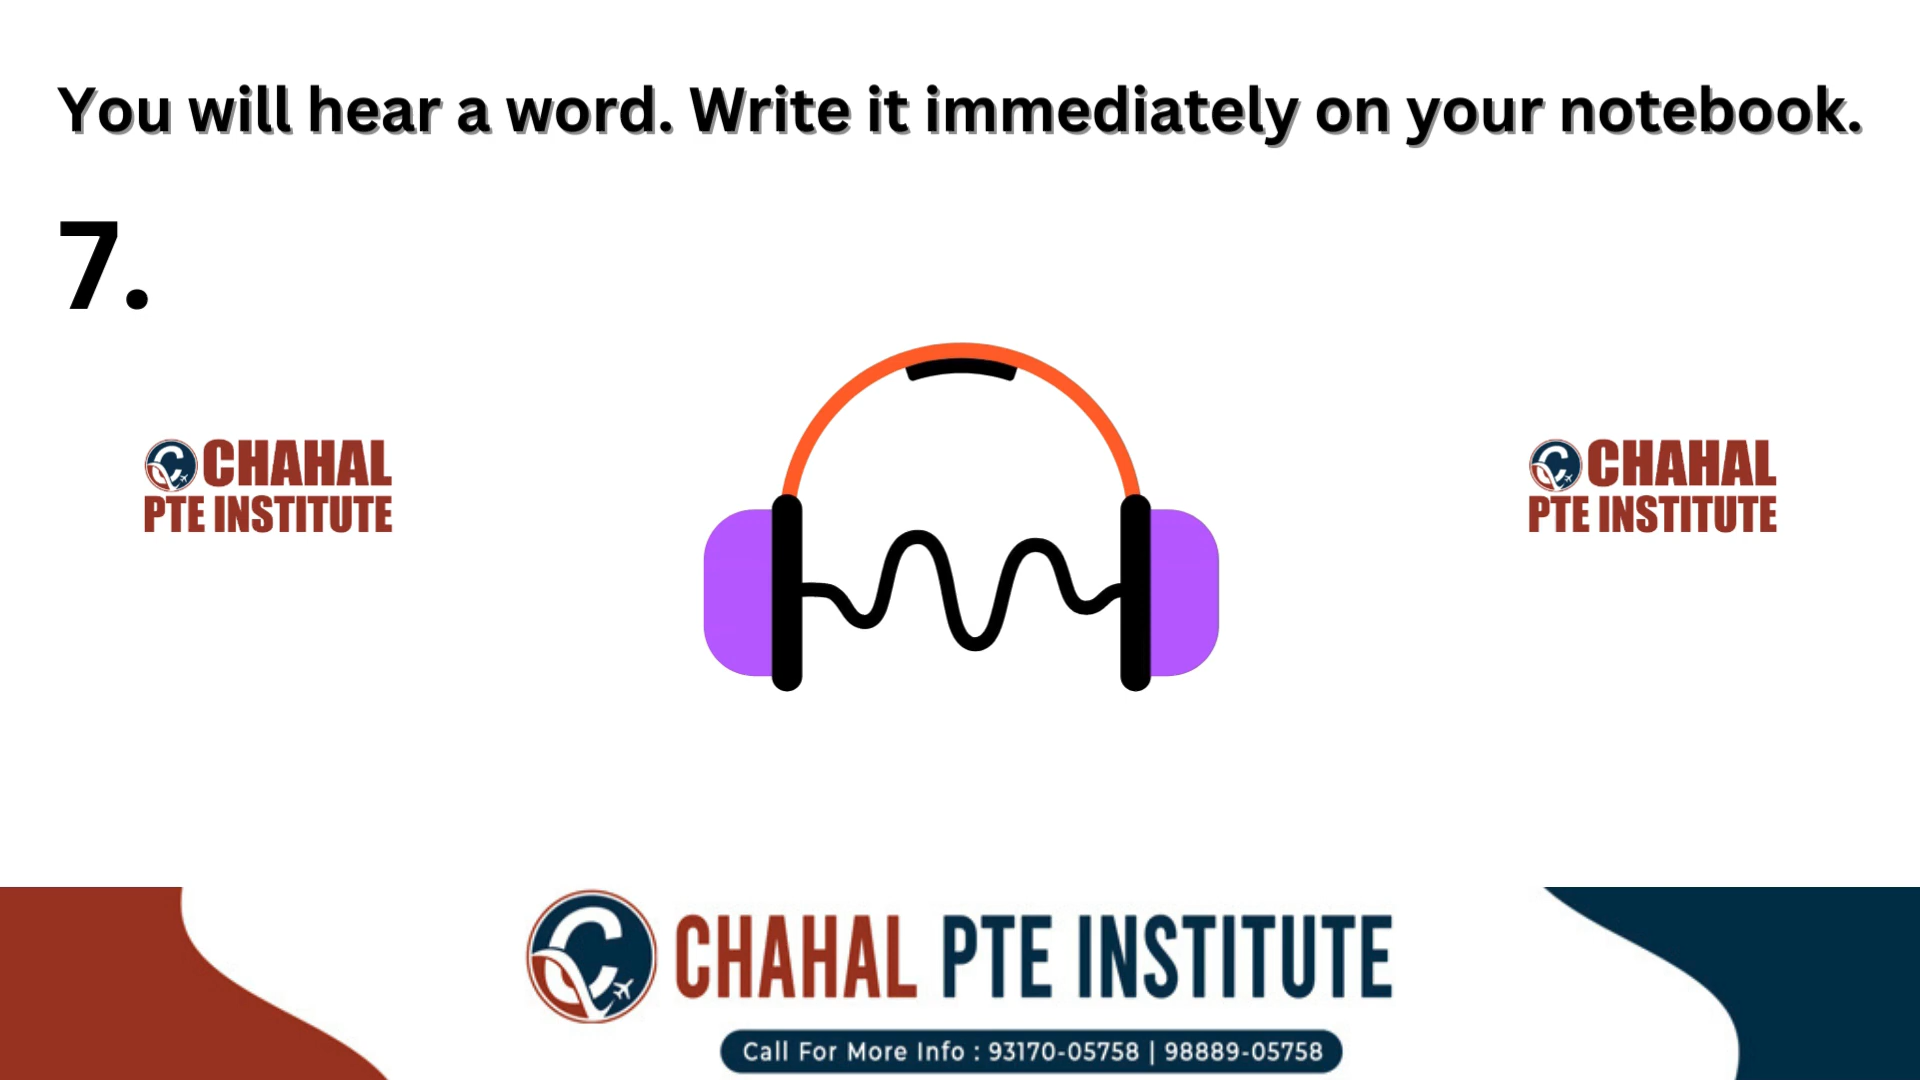 You will hear a word. Write it immediately on your notebook.
7.
CHAHAL
PTE INSTITUTE
CHAHAL
PTE INSTITUTE
CHAHAL PTE INSTITUTE
Call For More Info : 93170-05758 | 98889-05758